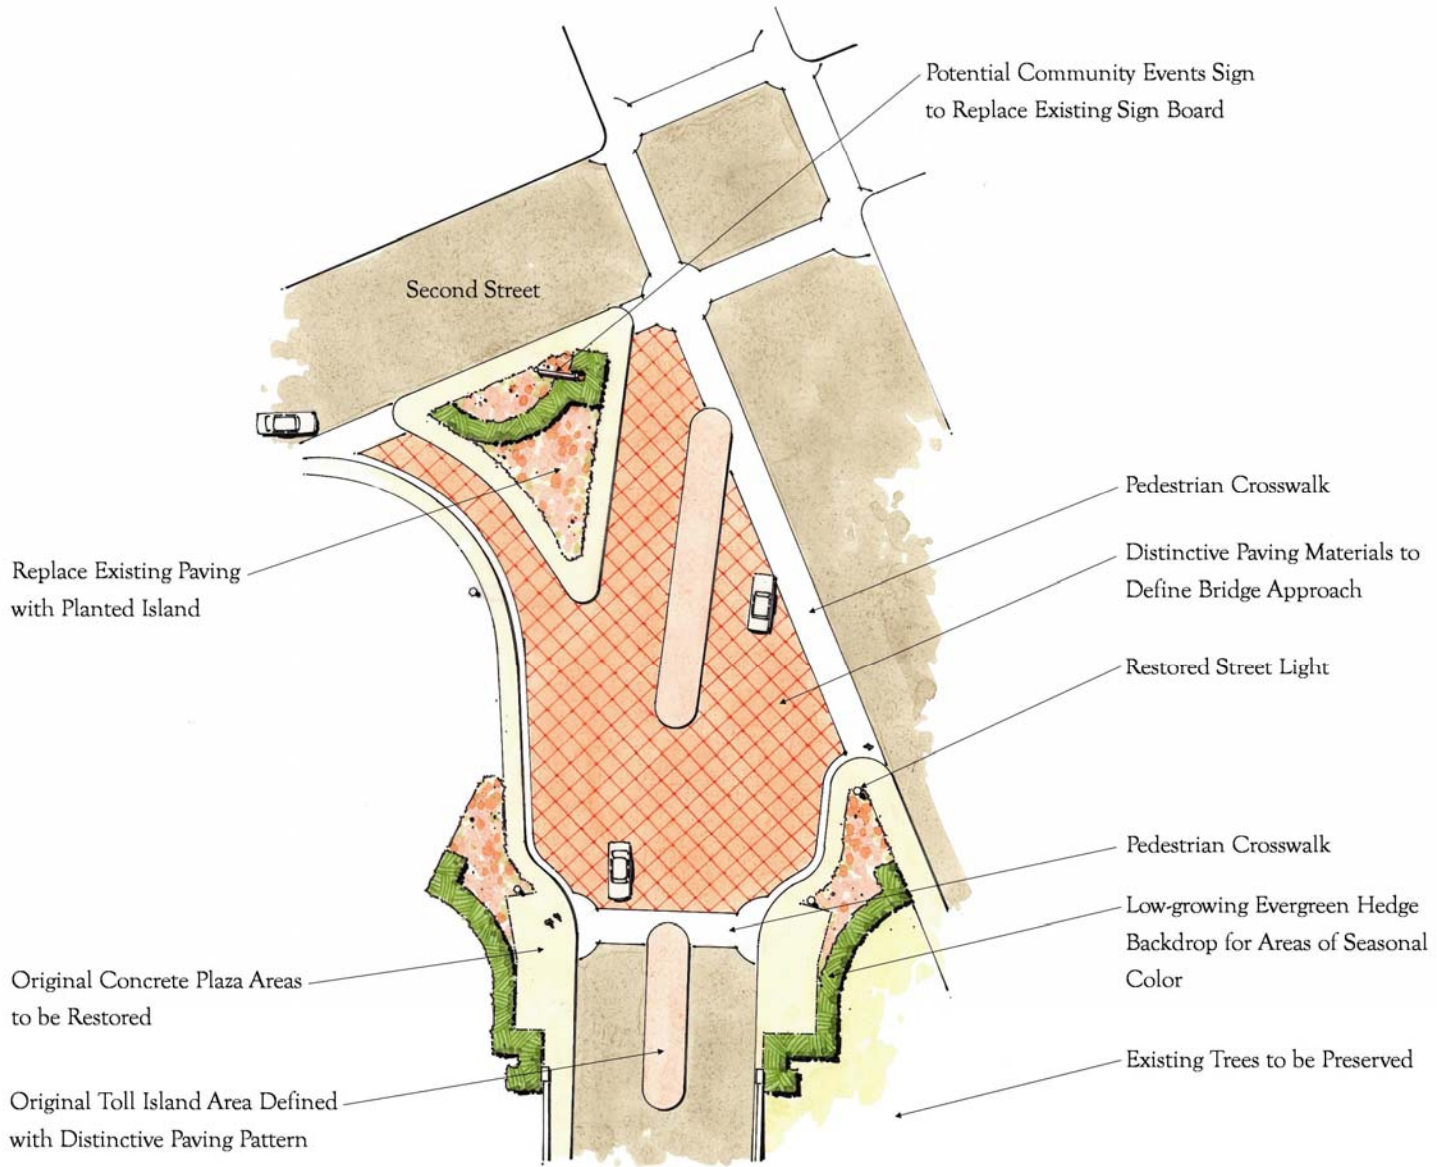 Potential Community Events Sign
to Replace Existing Sign Board
Second Street
Pedestrian Crosswalk
Distinctive Paving Materials to
Define Bridge Approach
Replace Existing Paving
with Planted Island
Restored Street Light
Pedestrian Crosswalk
Low-growing Evergreen Hedge
Backdrop for Areas of Seasonal
Color
Original Concrete Plaza Areas
to be Restored
Existing Trees to be Preserved
Original Toll Island Area Defined
with Distinctive Paving Pattern